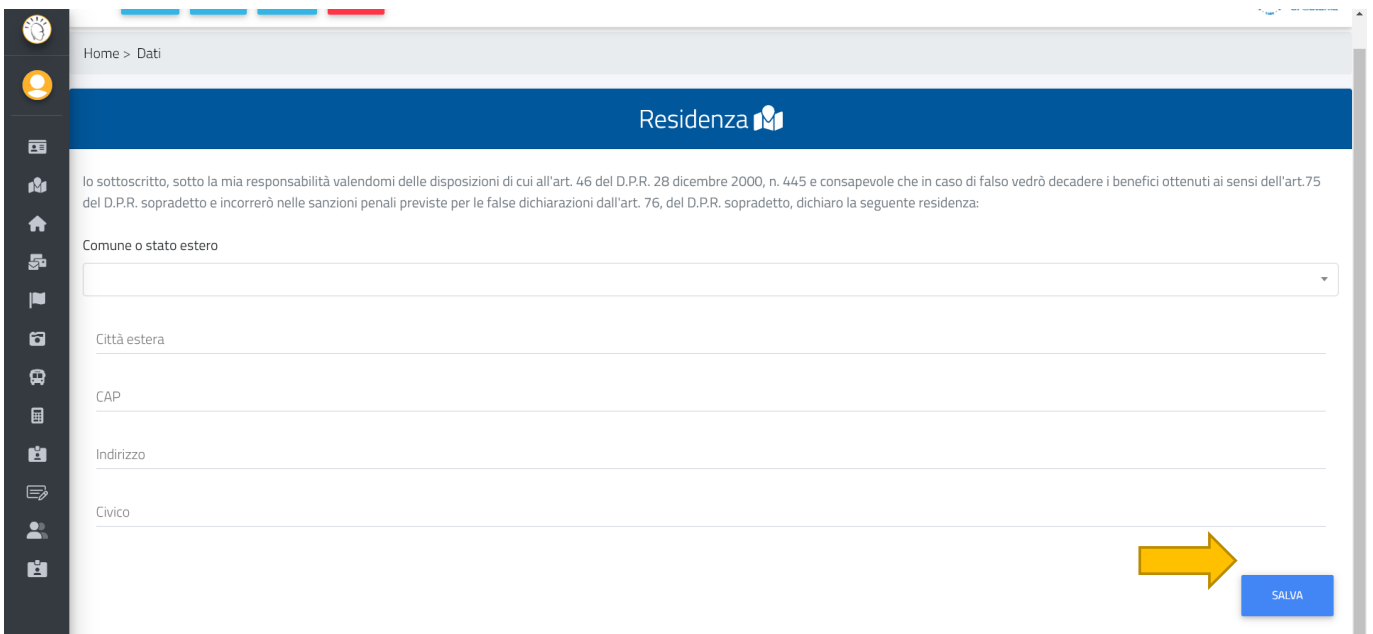 Home > Dati
Residenza
Io sottoscritto, sotto la mia responsabilità valendomi delle disposizioni di cui all'art. 46 del D.P.R. 28 dicembre 2000, n. 445 e consapevole che in caso di falso vedrò decadere i benefici ottenuti ai sensi dell'art.75
del D.P.R. sopradetto e incorrerò nelle sanzioni penali previste per le false dichiarazioni dall'art. 76, del D.P.R. sopradetto, dichiaro la seguente residenza:
Comune o stato estero
Città estera
CAP
Indirizzo
Civico
SALVA